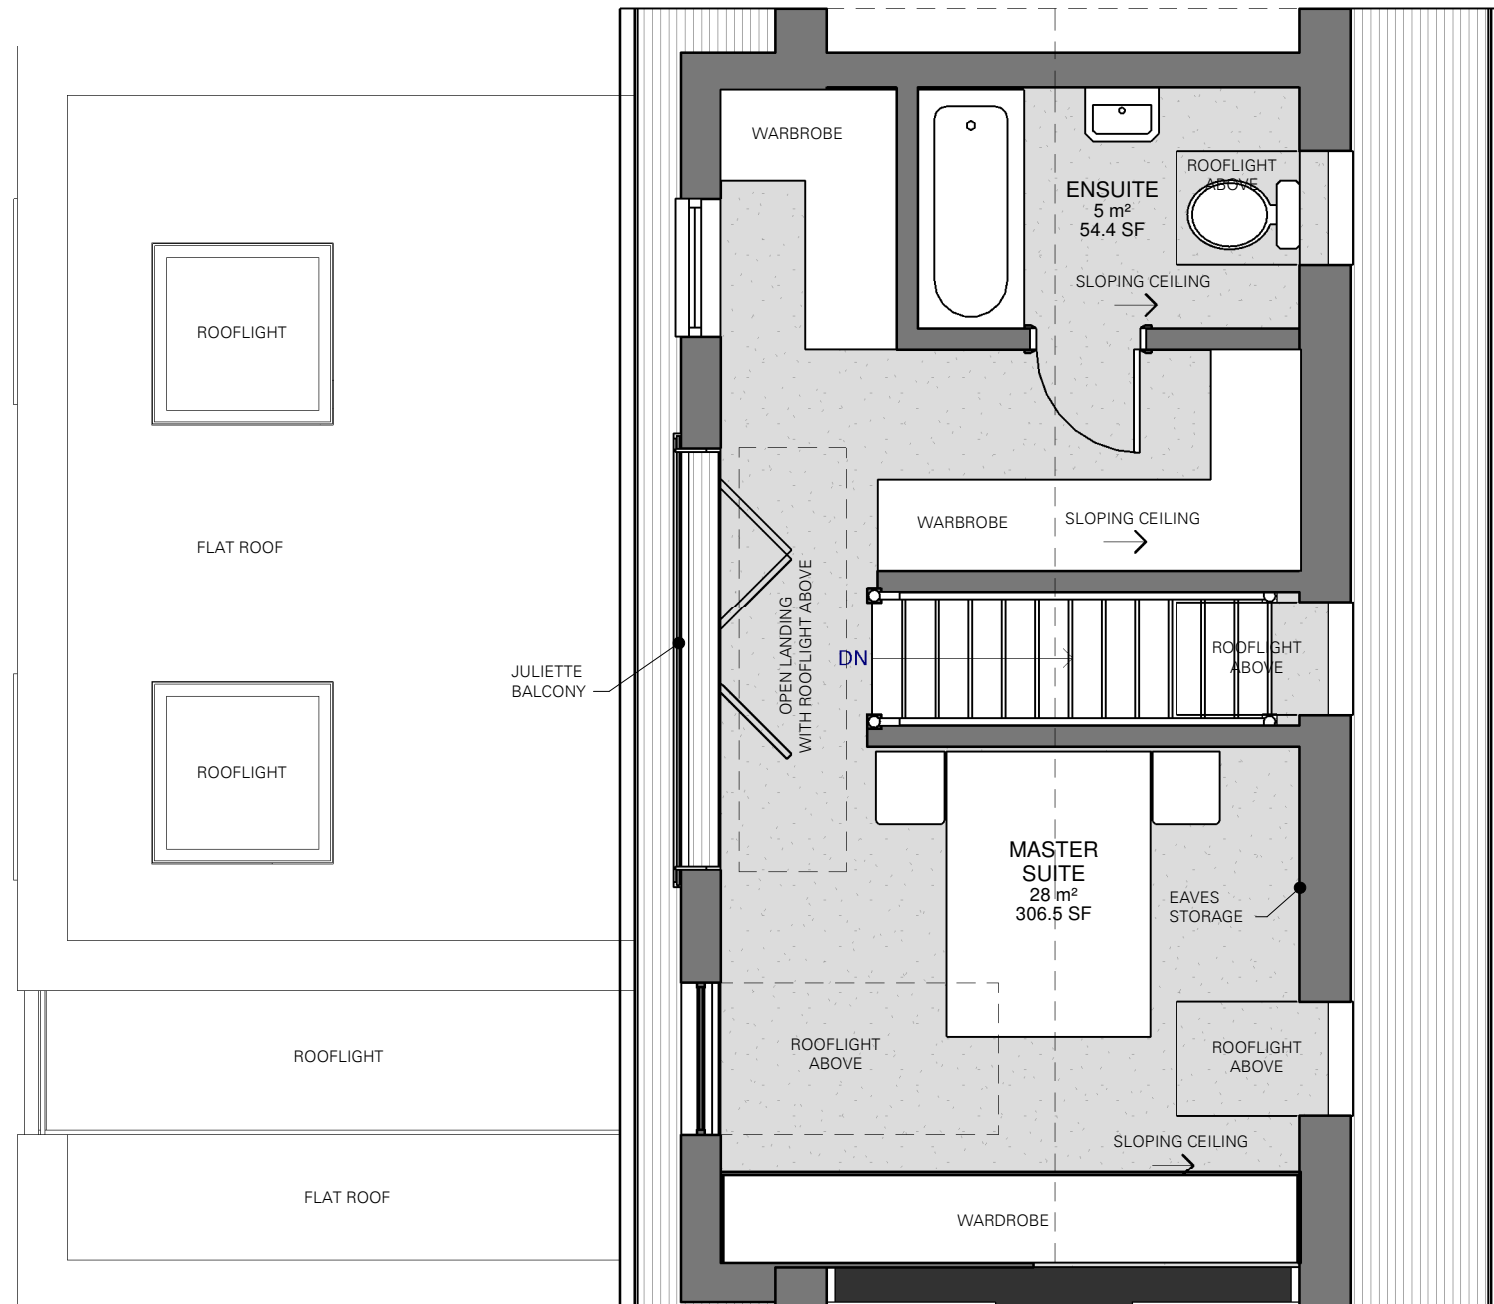 WARBROBE
ROOFLIGHT
ABOVE
ENSUITE
5 m²
54.4 SF
SLOPING CEILING
ROOFLIGHT
FLAT ROOF
WARBROBE
SLOPING CEILING
OPEN LANDING
WITH ROOFLIGHT ABOVE
DN
ROOFLIGHT
ABOVE
JULIETTE
BALCONY
ROOFLIGHT
MASTER
SUITE
28 m²
306.5 SF
EAVES
STORAGE
ROOFLIGHT
ABOVE
ROOFLIGHT
ABOVE
ROOFLIGHT
SLOPING CEILING
FLAT ROOF
WARDROBE